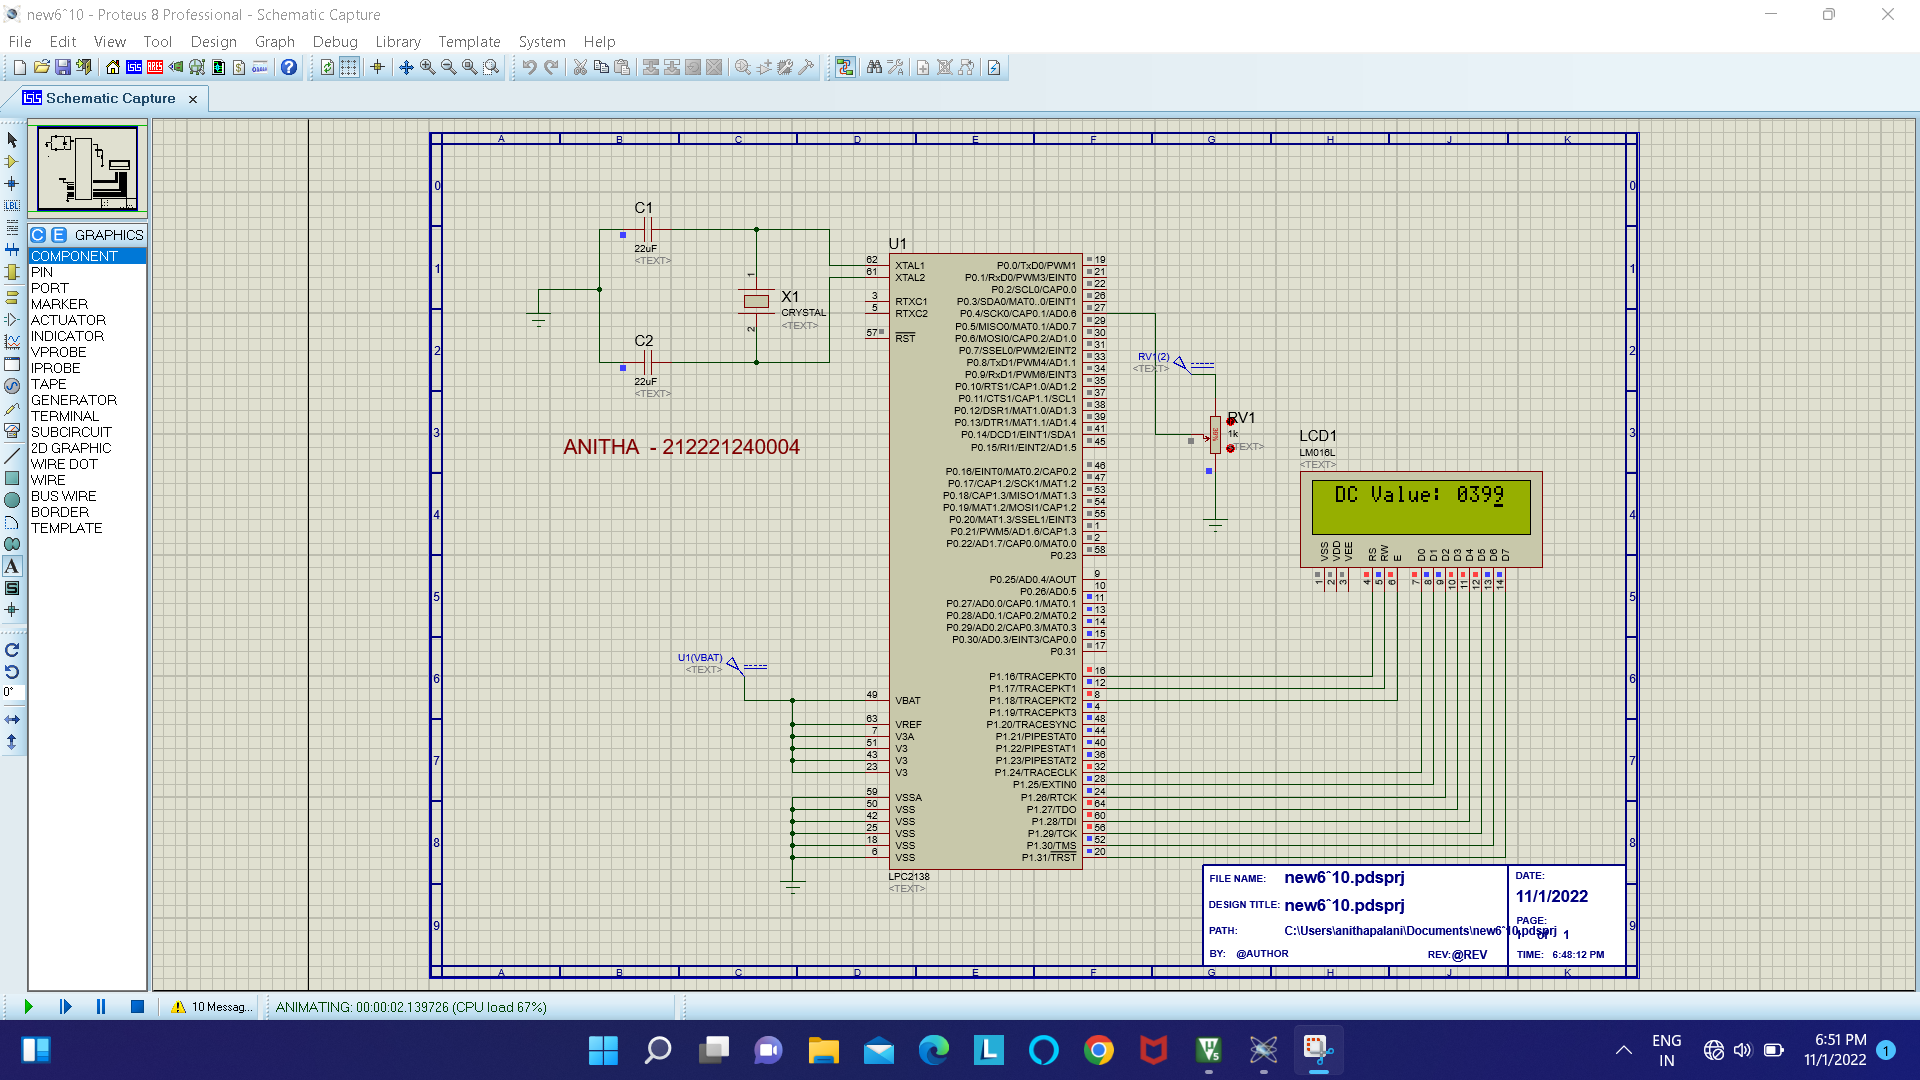 new6^10 - Proteus 8 Professional - Schematic Capture
File Edit View Tool Design Graph Debug Library Template System Help
Schematic Capture
LBL
C E GRAPHICS
COMPONENT
PIN
PORT
MARKER
ACTUATOR
INDICATOR
VPROBE
IPROBE
TAPE
GENERATOR
TERMINAL
SUBCIRCUIT
2D GRAPHIC
WIRE DOT
WIRE
BUS WIRE
BORDER
TEMPLATE
0°
A B C D E F G H J K
0 0
1 1
2 2
3 3
4 4
5 5
6 6
7 7
8 8
9 9
C1
22uF
<TEXT>
X1
CRYSTAL
<TEXT>
1
2
C2
22uF
<TEXT>
ANITHA - 212221240004
U1(VBAT)
<TEXT>
U1
62 XTAL1
61 XTAL2
3 RTXC1
5 RTXC2
57 RST
49 VBAT
63 VREF
7 V3A
51 V3
43 V3
23 V3
59 VSSA
50 VSS
42 VSS
25 VSS
18 VSS
6 VSS
P0.0/TxD0/PWM1 19
P0.1/RxD0/PWM3/EINT0 21
P0.2/SCL0/CAP0.0 22
P0.3/SDA0/MAT0..0/EINT1 26
P0.4/SCK0/CAP0.1/AD0.6 27
P0.5/MISO0/MAT0.1/AD0.7 29
P0.6/MOSI0/CAP0.2/AD1.0 30
P0.7/SSEL0/PWM2/EINT2 31
P0.8/TxD1/PWM4/AD1.1 33
P0.9/RxD1/PWM6/EINT3 34
P0.10/RTS1/CAP1.0/AD1.2 35
P0.11/CTS1/CAP1.1/SCL1 37
P0.12/DSR1/MAT1.0/AD1.3 38
P0.13/DTR1/MAT1.1/AD1.4 39
P0.14/DCD1/EINT1/SDA1 41
P0.15/RI1/EINT2/AD1.5 45
P0.16/EINT0/MAT0.2/CAP0.2 46
P0.17/CAP1.2/SCK1/MAT1.2 47
P0.18/CAP1.3/MISO1/MAT1.3 53
P0.19/MAT1.2/MOSI1/CAP1.2 54
P0.20/MAT1.3/SSEL1/EINT3 55
P0.21/PWM5/AD1.6/CAP1.3 1
P0.22/AD1.7/CAP0.0/MAT0.0 2
P0.23 58
P0.25/AD0.4/AOUT 9
P0.26/AD0.5 10
P0.27/AD0.0/CAP0.1/MAT0.1 11
P0.28/AD0.1/CAP0.2/MAT0.2 13
P0.29/AD0.2/CAP0.3/MAT0.3 14
P0.30/AD0.3/EINT3/CAP0.0 15
P0.31 17
P1.16/TRACEPKT0 16
P1.17/TRACEPKT1 12
P1.18/TRACEPKT2 8
P1.19/TRACEPKT3 4
P1.20/TRACESYNC 48
P1.21/PIPESTAT0 44
P1.22/PIPESTAT1 40
P1.23/PIPESTAT2 36
P1.24/TRACECLK 32
P1.25/EXTIN0 28
P1.26/RTCK 24
P1.27/TDO 64
P1.28/TDI 60
P1.29/TCK 56
P1.30/TMS 52
P1.31/TRST 20
LPC2138
<TEXT>
RV1(2)
<TEXT>
RV1
1k
<TEXT>
LCD1
LM016L
<TEXT>
DC Value: 0399
VSS VDD VEE RS RW E D0 D1 D2 D3 D4 D5 D6 D7
1 2 3 4 5 6 7 8 9 10 11 12 13 14
FILE NAME: new6^10.pdsprj
DESIGN TITLE: new6^10.pdsprj
PATH: C:\Users\anithapalani\Documents\new6^10.pdsprj
BY: @AUTHOR REV:@REV
DATE:
11/1/2022
PAGE:
1 of 1
TIME: 6:48:12 PM
A B C D E F G H J K
10 Messag... ANIMATING: 00:00:02.139726 (CPU load 67%)
ENG
IN
6:51 PM
11/1/2022
1